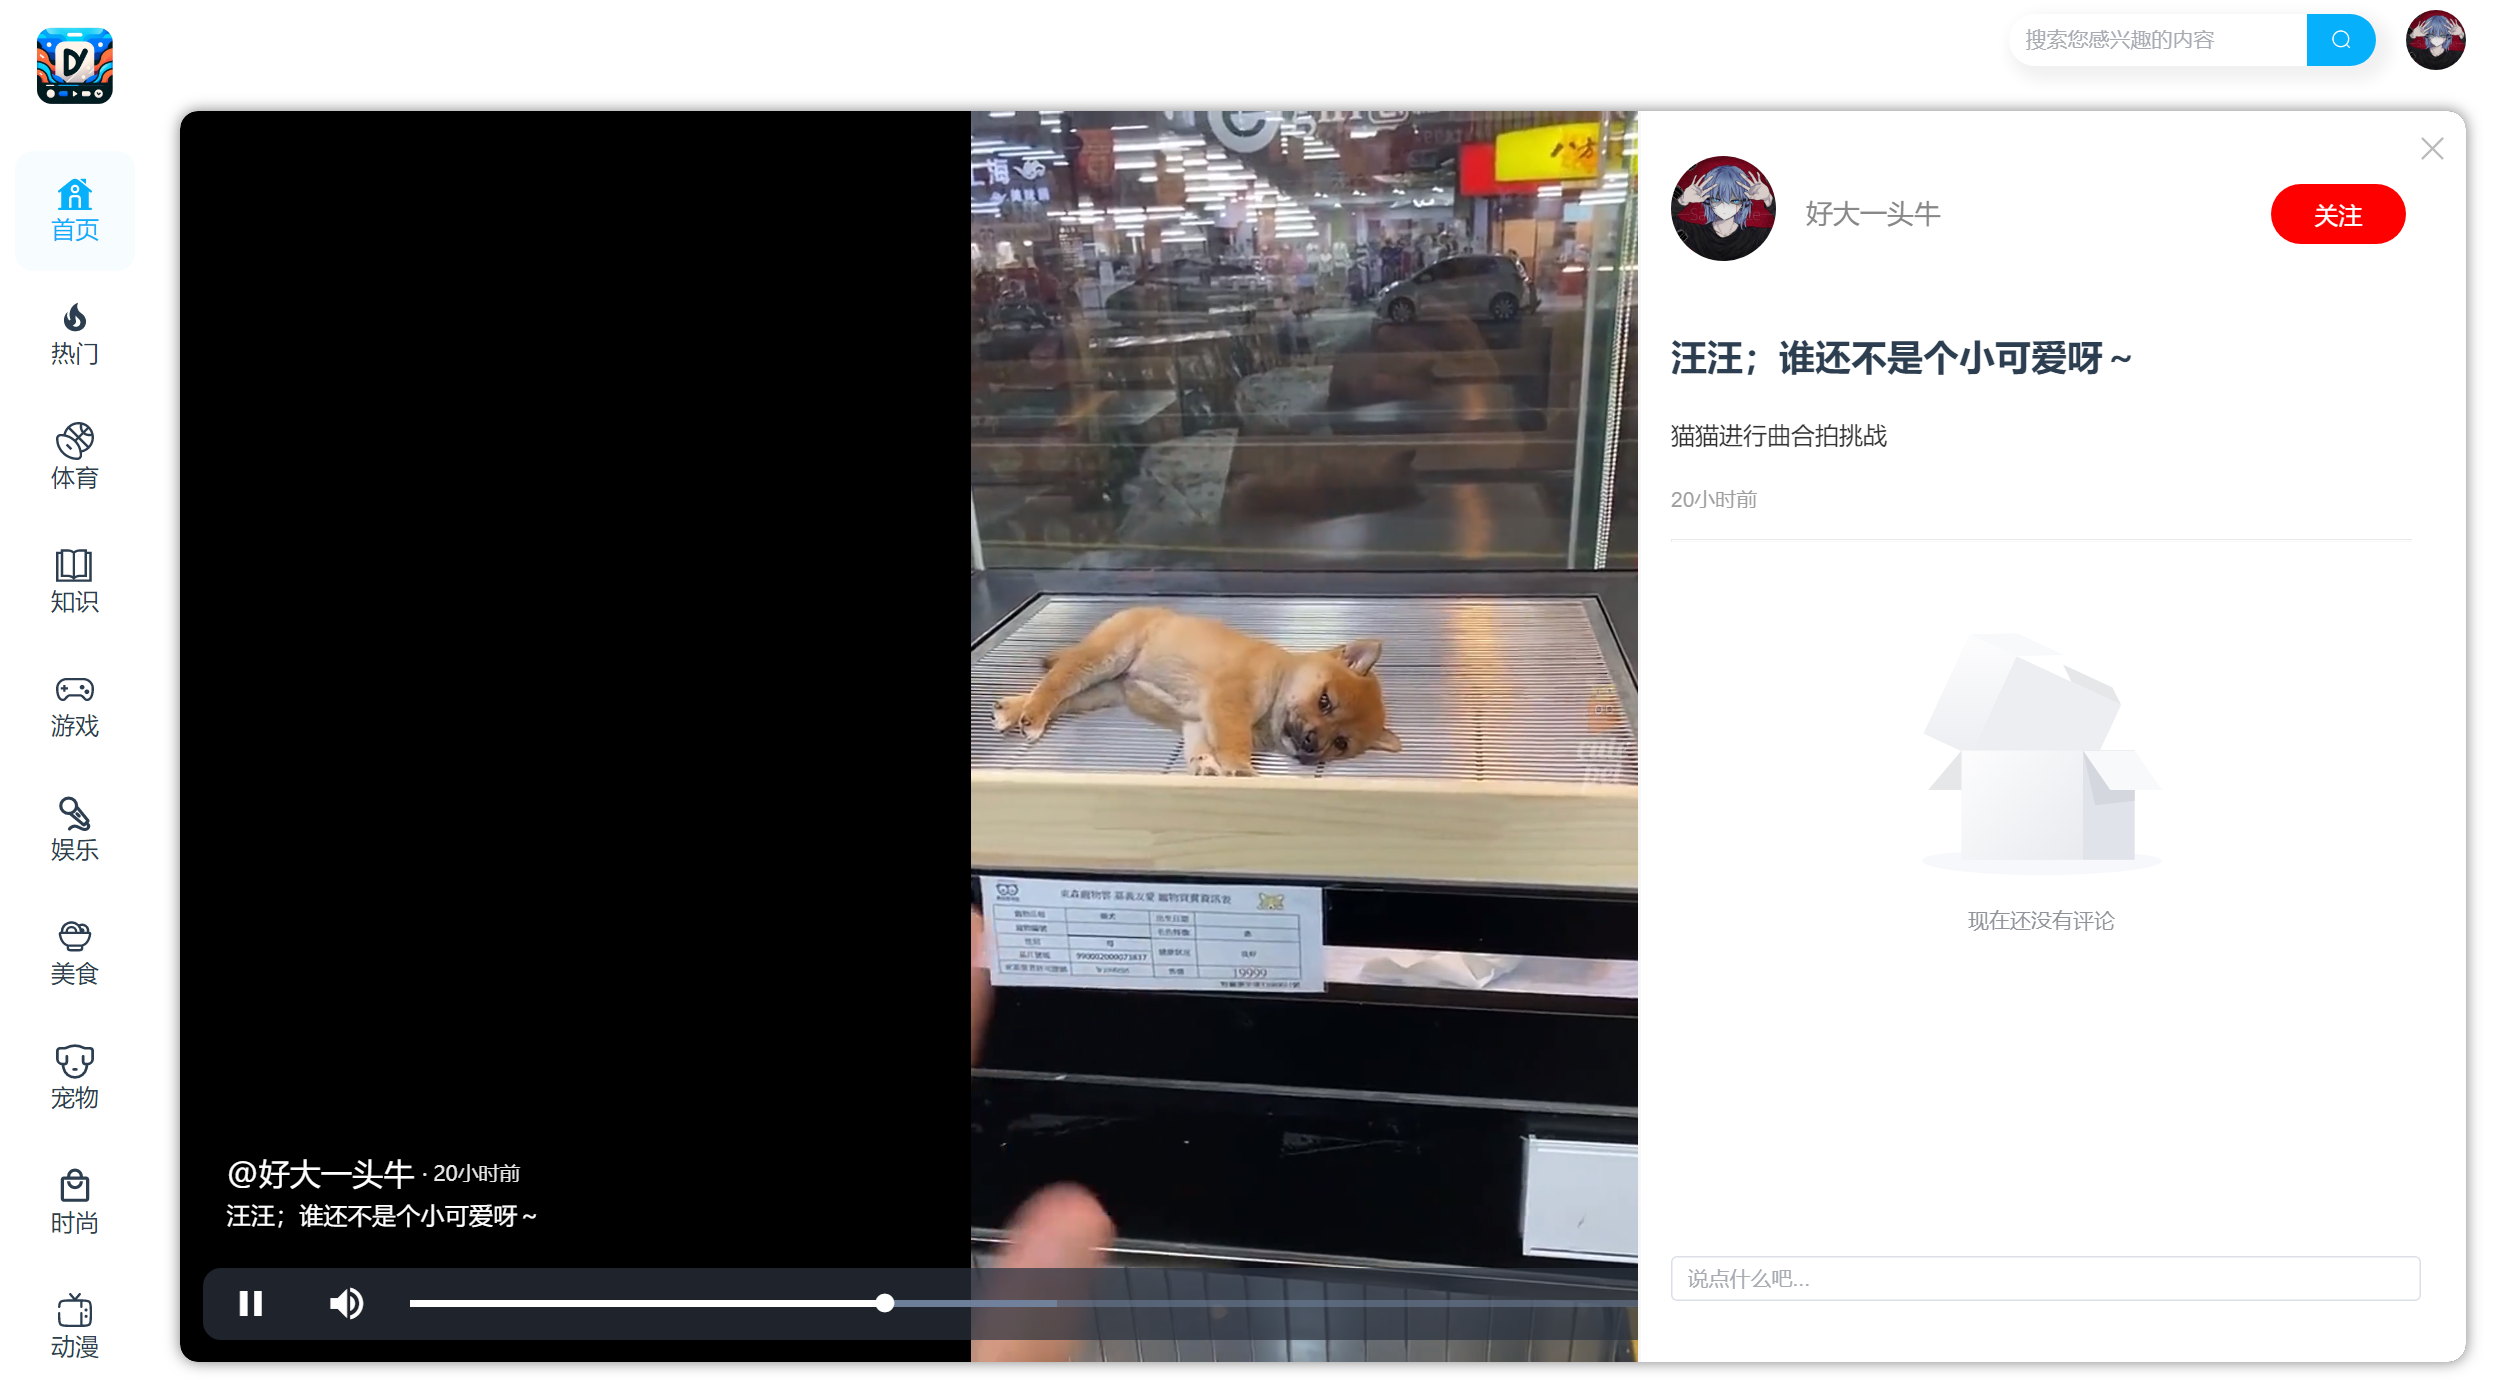 DY
搜索您感兴趣的内容
首页
热门
体育
知识
游戏
娱乐
美食
宠物
时尚
动漫
八方
@好大一头牛 · 20小时前
汪汪；谁还不是个小可爱呀～
19999
好大一头牛
关注
汪汪；谁还不是个小可爱呀～
猫猫进行曲合拍挑战
20小时前
现在还没有评论
说点什么吧...